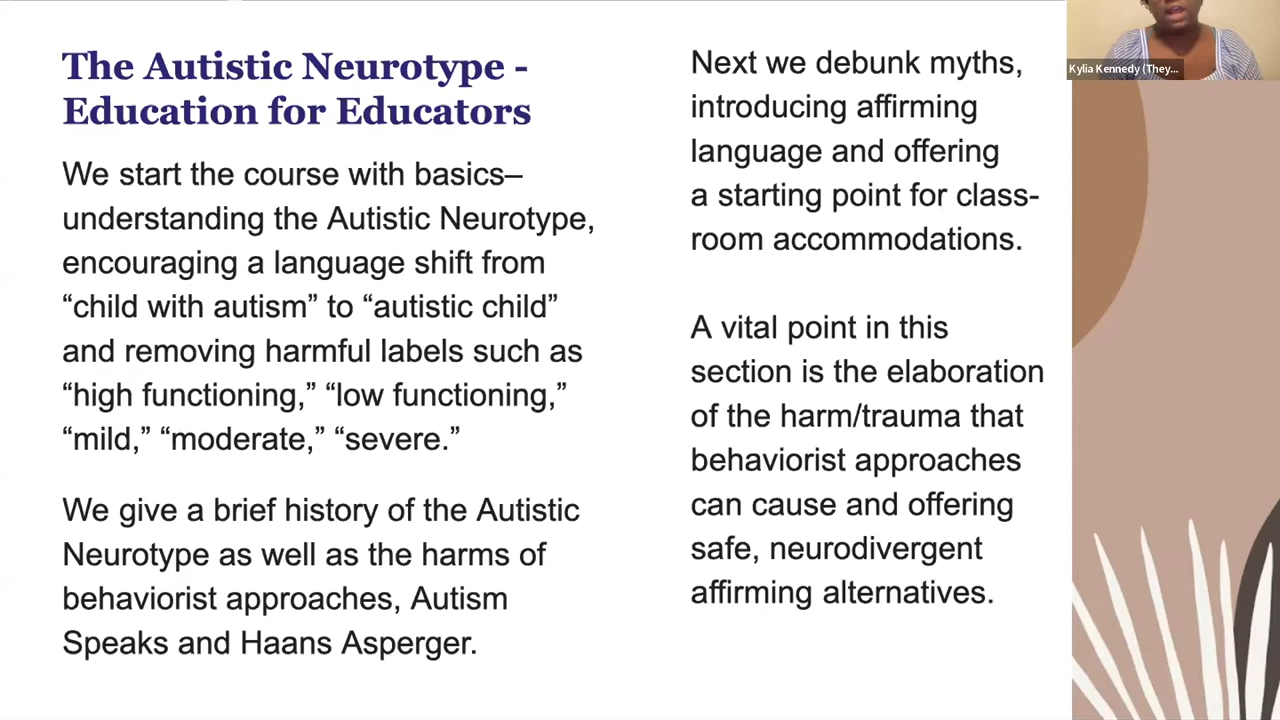 The Autistic Neurotype -
Education for Educators
We start the course with basics–
understanding the Autistic Neurotype,
encouraging a language shift from
“child with autism” to “autistic child”
and removing harmful labels such as
“high functioning,” “low functioning,”
“mild,” “moderate,” “severe.”
We give a brief history of the Autistic
Neurotype as well as the harms of
behaviorist approaches, Autism
Speaks and Haans Asperger.
Next we debunk myths,
introducing affirming
language and offering
a starting point for class-
room accommodations.
A vital point in this
section is the elaboration
of the harm/trauma that
behaviorist approaches
can cause and offering
safe, neurodivergent
affirming alternatives.
Kylia Kennedy (They...